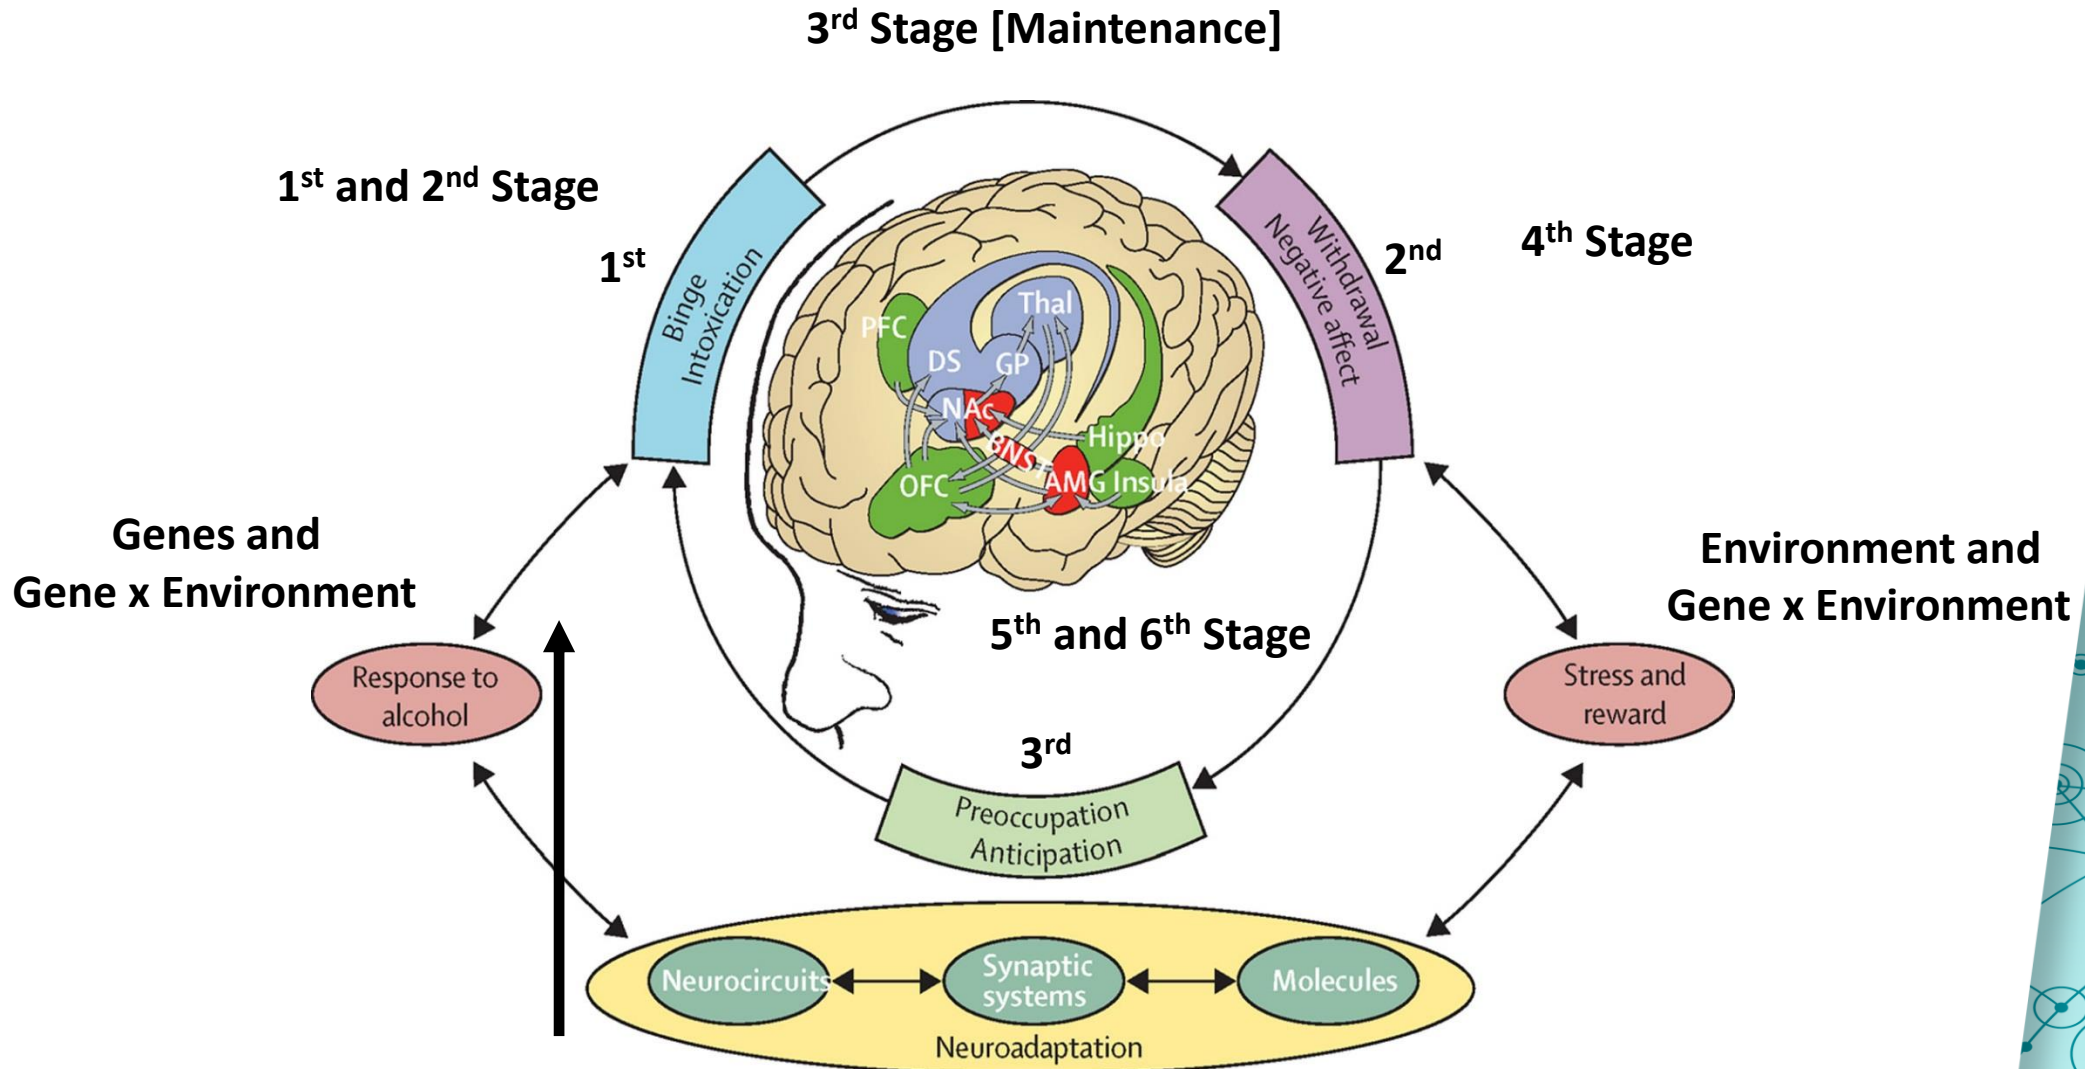 3rd Stage [Maintenance]
1st and 2nd Stage
1st
Binge
Intoxication
Withdrawal
Negative affect
2nd
4th Stage
PFC
DS
GP
Thal
NAc
BNST
Hippo
OFC
AMG
Insula
Genes and
Gene x Environment
Environment and
Gene x Environment
5th and 6th Stage
Response to
alcohol
Stress and
reward
3rd
Preoccupation
Anticipation
Neurocircuits
Synaptic
systems
Molecules
Neuroadaptation